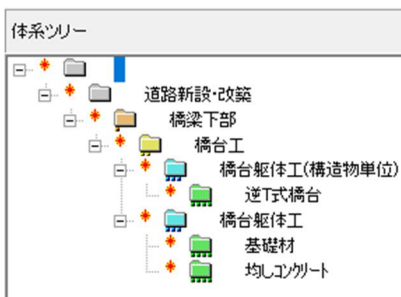 体系ツリー
道路新設・改築
橋梁下部
橋台工
橋台躯体工(構造物単位)
逆T式橋台
橋台躯体工
基礎材
均しコンクリート